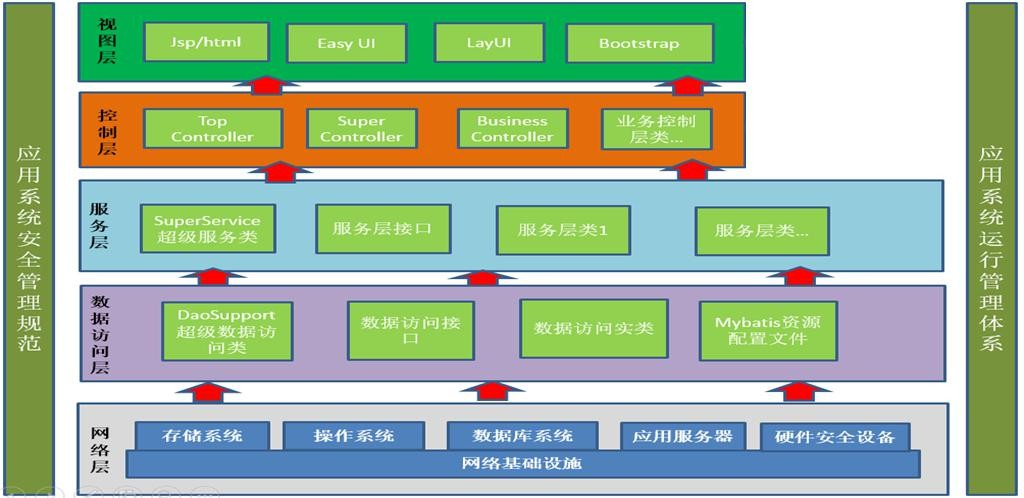 应用系统安全管理规范
视图层
Jsp/html
Easy UI
LayUI
Bootstrap
控制层
Top
Controller
Super
Controller
Business
Controller
业务控制
层类...
服务层
SuperService
超级服务类
服务层接口
服务层类1
服务层类...
数据访问层
DaoSupport
超级数据访
问类
数据访问接
口
数据访问实类
Mybatis资源
配置文件
网络层
存储系统
操作系统
数据库系统
应用服务器
硬件安全设备
网络基础设施
应用系统运行管理体系